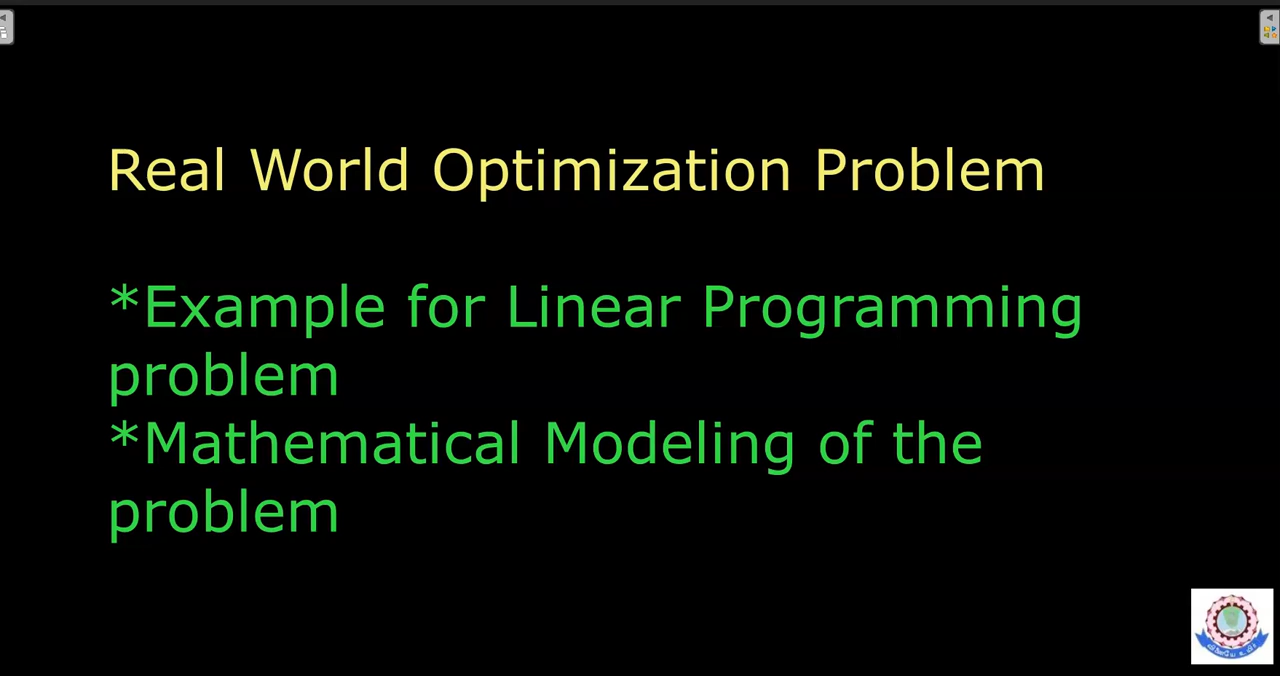 Real World Optimization Problem
*Example for Linear Programming
problem
*Mathematical Modeling of the
problem